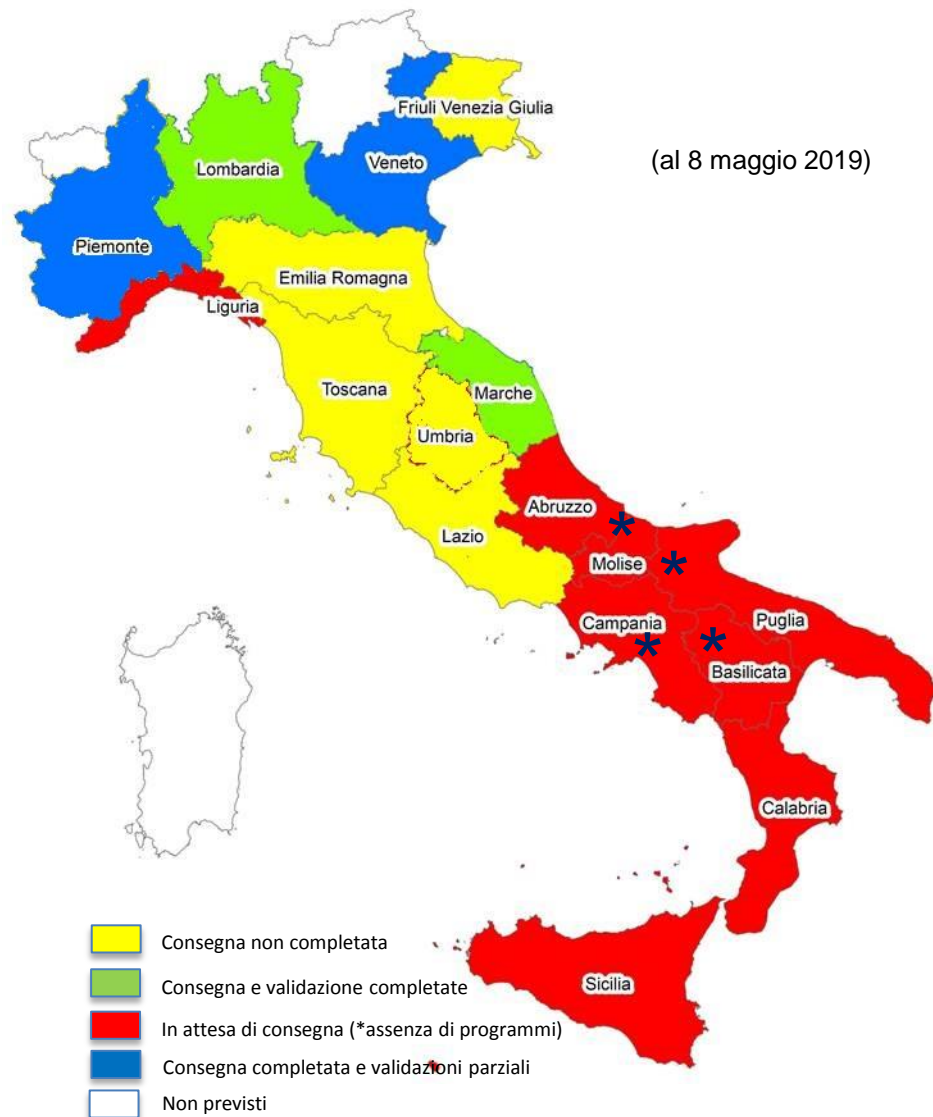 Friuli Venezia Giulia
Veneto
(al 8 maggio 2019)
Lombardia
Piemonte
Emilia Romagna
Liguria
Toscana
Marche
Umbria
Abruzzo
*
Lazio
Molise
*
Campania
*
*
Puglia
Basilicata
Calabria
Sicilia
Consegna non completata
Consegna e validazione completate
In attesa di consegna (*assenza di programmi)
Consegna completata e validazioni parziali
Non previsti